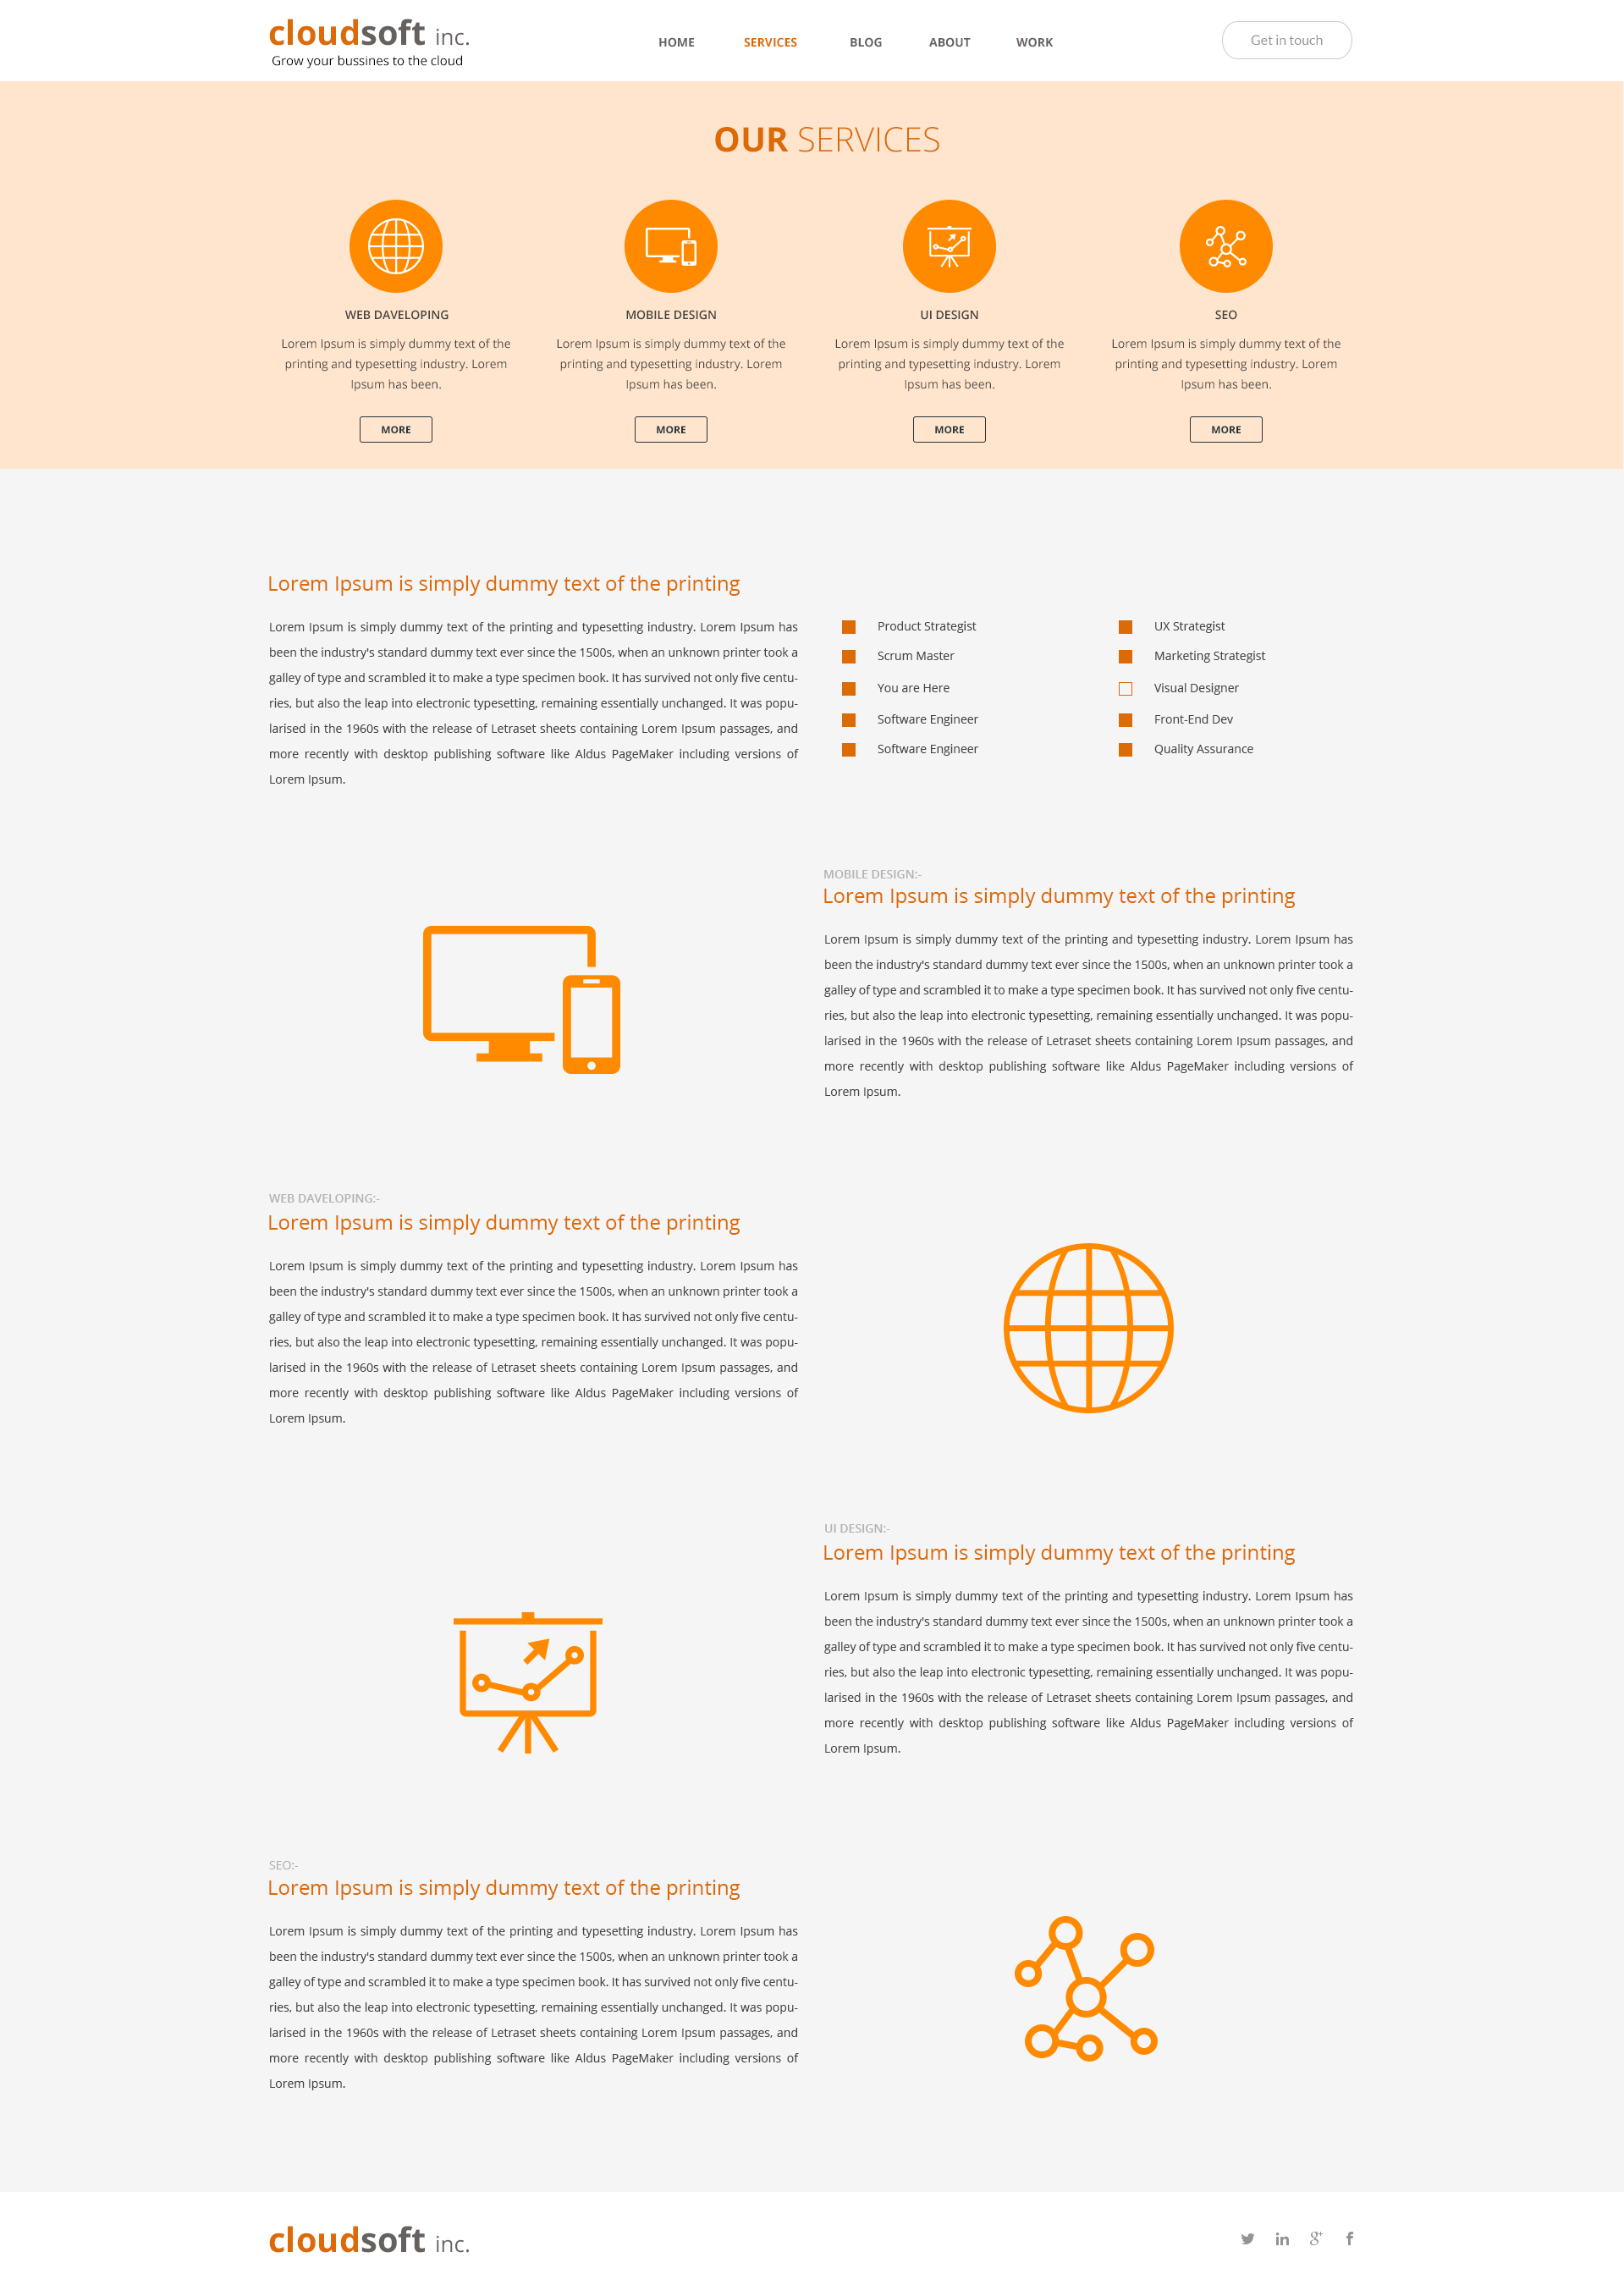 cloudsoft inc.
Grow your bussines to the cloud
HOME SERVICES BLOG ABOUT WORK
Get in touch
OUR SERVICES
WEB DAVELOPING
Lorem Ipsum is simply dummy text of the
printing and typesetting industry. Lorem
Ipsum has been.
MORE
MOBILE DESIGN
Lorem Ipsum is simply dummy text of the
printing and typesetting industry. Lorem
Ipsum has been.
MORE
UI DESIGN
Lorem Ipsum is simply dummy text of the
printing and typesetting industry. Lorem
Ipsum has been.
MORE
SEO
Lorem Ipsum is simply dummy text of the
printing and typesetting industry. Lorem
Ipsum has been.
MORE
Lorem Ipsum is simply dummy text of the printing
Lorem Ipsum is simply dummy text of the printing and typesetting industry. Lorem Ipsum has
been the industry's standard dummy text ever since the 1500s, when an unknown printer took a
galley of type and scrambled it to make a type specimen book. It has survived not only five centu-
ries, but also the leap into electronic typesetting, remaining essentially unchanged. It was popu-
larised in the 1960s with the release of Letraset sheets containing Lorem Ipsum passages, and
more recently with desktop publishing software like Aldus PageMaker including versions of
Lorem Ipsum.
Product Strategist
Scrum Master
You are Here
Software Engineer
Software Engineer
UX Strategist
Marketing Strategist
Visual Designer
Front-End Dev
Quality Assurance
MOBILE DESIGN:-
Lorem Ipsum is simply dummy text of the printing
Lorem Ipsum is simply dummy text of the printing and typesetting industry. Lorem Ipsum has
been the industry's standard dummy text ever since the 1500s, when an unknown printer took a
galley of type and scrambled it to make a type specimen book. It has survived not only five centu-
ries, but also the leap into electronic typesetting, remaining essentially unchanged. It was popu-
larised in the 1960s with the release of Letraset sheets containing Lorem Ipsum passages, and
more recently with desktop publishing software like Aldus PageMaker including versions of
Lorem Ipsum.
WEB DAVELOPING:-
Lorem Ipsum is simply dummy text of the printing
Lorem Ipsum is simply dummy text of the printing and typesetting industry. Lorem Ipsum has
been the industry's standard dummy text ever since the 1500s, when an unknown printer took a
galley of type and scrambled it to make a type specimen book. It has survived not only five centu-
ries, but also the leap into electronic typesetting, remaining essentially unchanged. It was popu-
larised in the 1960s with the release of Letraset sheets containing Lorem Ipsum passages, and
more recently with desktop publishing software like Aldus PageMaker including versions of
Lorem Ipsum.
UI DESIGN:-
Lorem Ipsum is simply dummy text of the printing
Lorem Ipsum is simply dummy text of the printing and typesetting industry. Lorem Ipsum has
been the industry's standard dummy text ever since the 1500s, when an unknown printer took a
galley of type and scrambled it to make a type specimen book. It has survived not only five centu-
ries, but also the leap into electronic typesetting, remaining essentially unchanged. It was popu-
larised in the 1960s with the release of Letraset sheets containing Lorem Ipsum passages, and
more recently with desktop publishing software like Aldus PageMaker including versions of
Lorem Ipsum.
SEO:-
Lorem Ipsum is simply dummy text of the printing
Lorem Ipsum is simply dummy text of the printing and typesetting industry. Lorem Ipsum has
been the industry's standard dummy text ever since the 1500s, when an unknown printer took a
galley of type and scrambled it to make a type specimen book. It has survived not only five centu-
ries, but also the leap into electronic typesetting, remaining essentially unchanged. It was popu-
larised in the 1960s with the release of Letraset sheets containing Lorem Ipsum passages, and
more recently with desktop publishing software like Aldus PageMaker including versions of
Lorem Ipsum.
cloudsoft inc.